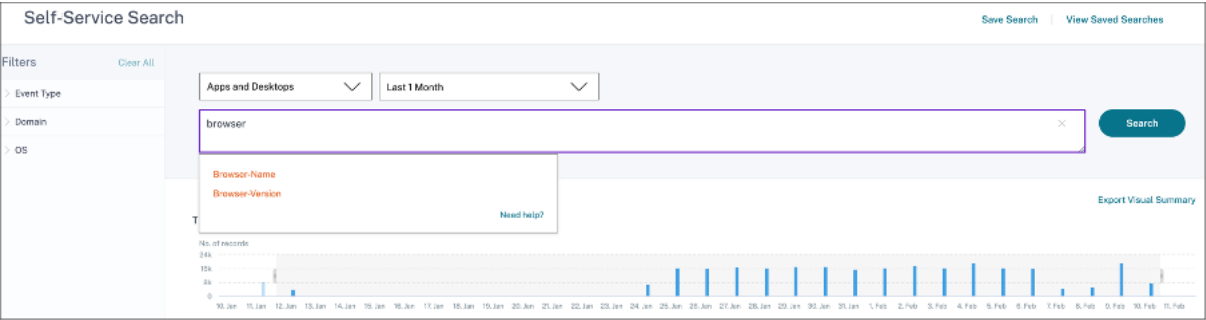 Self-Service Search
Save Search
View Saved Searches
Filters
Clear All
Event Type
Domain
OS
Apps and Desktops
Last 1 Month
browser
Search
Browser-Name
Browser-Version
Need help?
Export Visual Summary
T
No. of records
24k
16k
8k
0
10. Jan 11. Jan 12. Jan 13. Jan 14. Jan 15. Jan 16. Jan 17. Jan 18. Jan 19. Jan 20. Jan 21. Jan 22. Jan 23. Jan 24. Jan 25. Jan 26. Jan 27. Jan 28. Jan 29. Jan 30. Jan 31. Jan 1. Feb 2. Feb 3. Feb 4. Feb 5. Feb 6. Feb 7. Feb 8. Feb 9. Feb 10. Feb 11. Feb